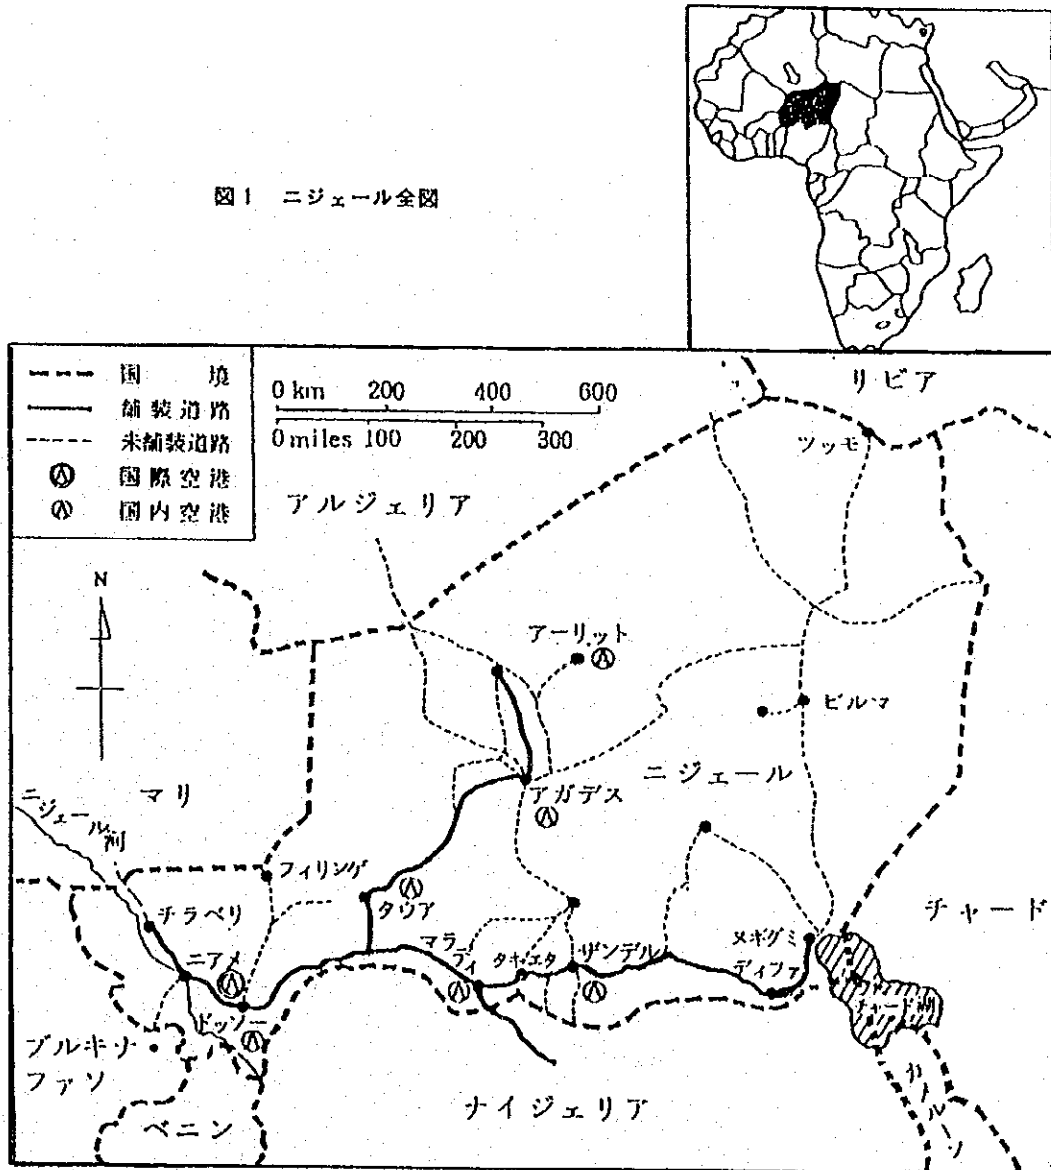 図1 ニジェール全図
国境
舗装道路
未舗装道路
国際空港
国内空港
0 km 200 400 600
0 miles 100 200 300
N
リビア
ツッモ
アルジェリア
アーリット
ビルマ
ニジェール
マリ
アガデス
ニジェール河
フィリンゲ
タウア
チャード
チラベリ
マラディ
タキエタ
ザンデル
メギグミ
ニアメ
ディファ
チャード湖
ドッソー
ブルキナ
ファソ
ナイジェリア
ベニン